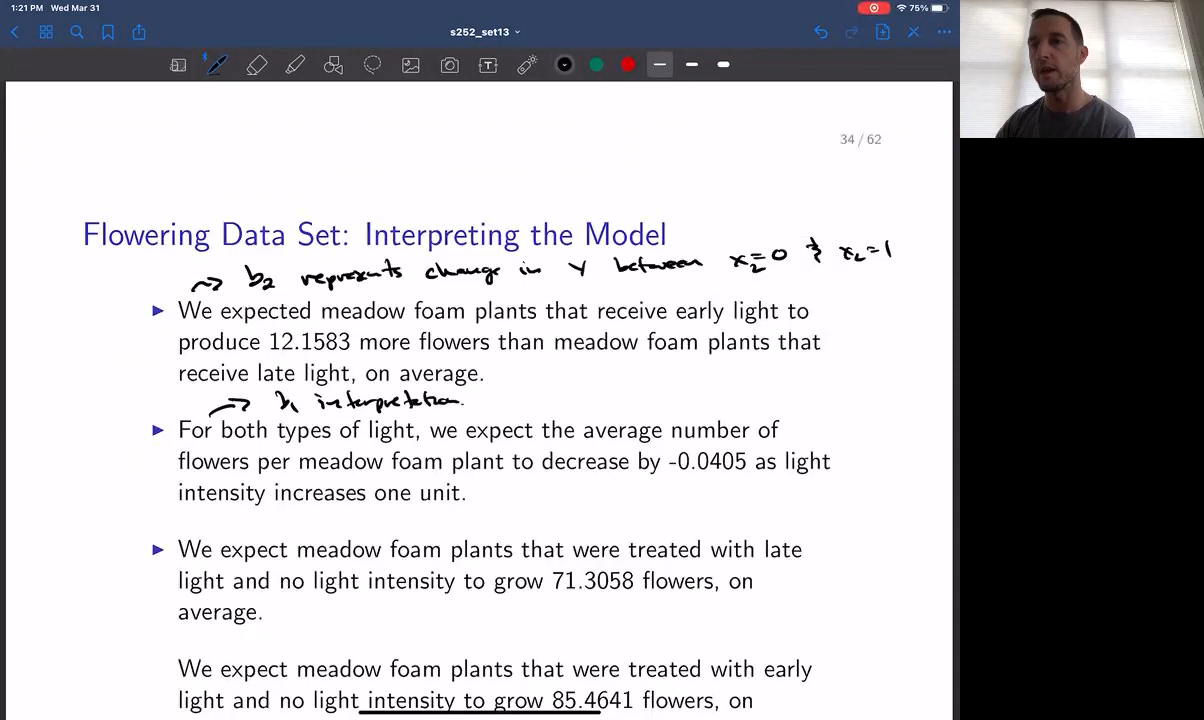 1:21 PM Wed Mar 31
75%
s252_set13
34 / 62
Flowering Data Set: Interpreting the Model
b2 represents change in Y between x2=0 & x2=1
We expected meadow foam plants that receive early light to
produce 12.1583 more flowers than meadow foam plants that
receive late light, on average.
b1 interpretation.
For both types of light, we expect the average number of
flowers per meadow foam plant to decrease by -0.0405 as light
intensity increases one unit.
We expect meadow foam plants that were treated with late
light and no light intensity to grow 71.3058 flowers, on
average.
We expect meadow foam plants that were treated with early
light and no light intensity to grow 85.4641 flowers, on